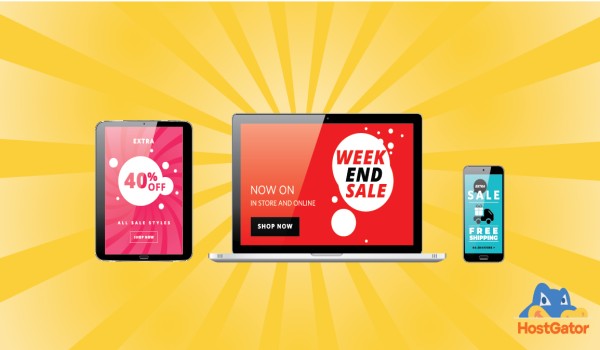 EXTRA
40% OFF
ALL SALE STYLES
SHOP NOW
WEEK
END
SALE
NOW ON
IN STORE AND ONLINE
SHOP NOW
EXTRA
SALE
FREE
SHIPPING
HostGator